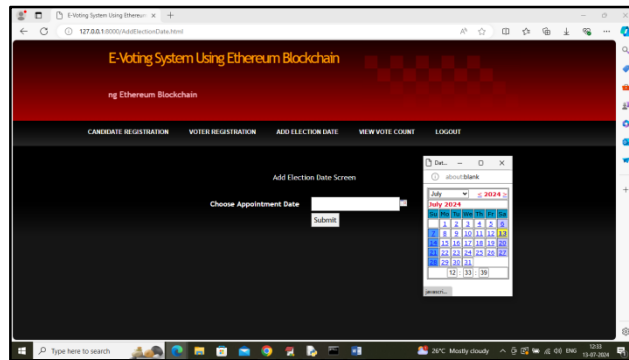 E-Voting System Using Ethereum
127.0.0.1:8000/AddElectionDate.html
E-Voting System Using Ethereum Blockchain
ng Ethereum Blockchain
CANDIDATE REGISTRATION VOTER REGISTRATION ADD ELECTION DATE VIEW VOTE COUNT LOGOUT
Add Election Date Screen
Choose Appointment Date
Submit
Dat...
about:blank
July < 2024 >
July 2024
Su Mo Tu We Th Fr Sa
1 2 3 4 5 6
7 8 9 10 11 12 13
14 15 16 17 18 19 20
21 22 23 24 25 26 27
28 29 30 31
12 : 33 : 39
javascri...
Type here to search
26°C Mostly cloudy
ENG
12:33
13-07-2024